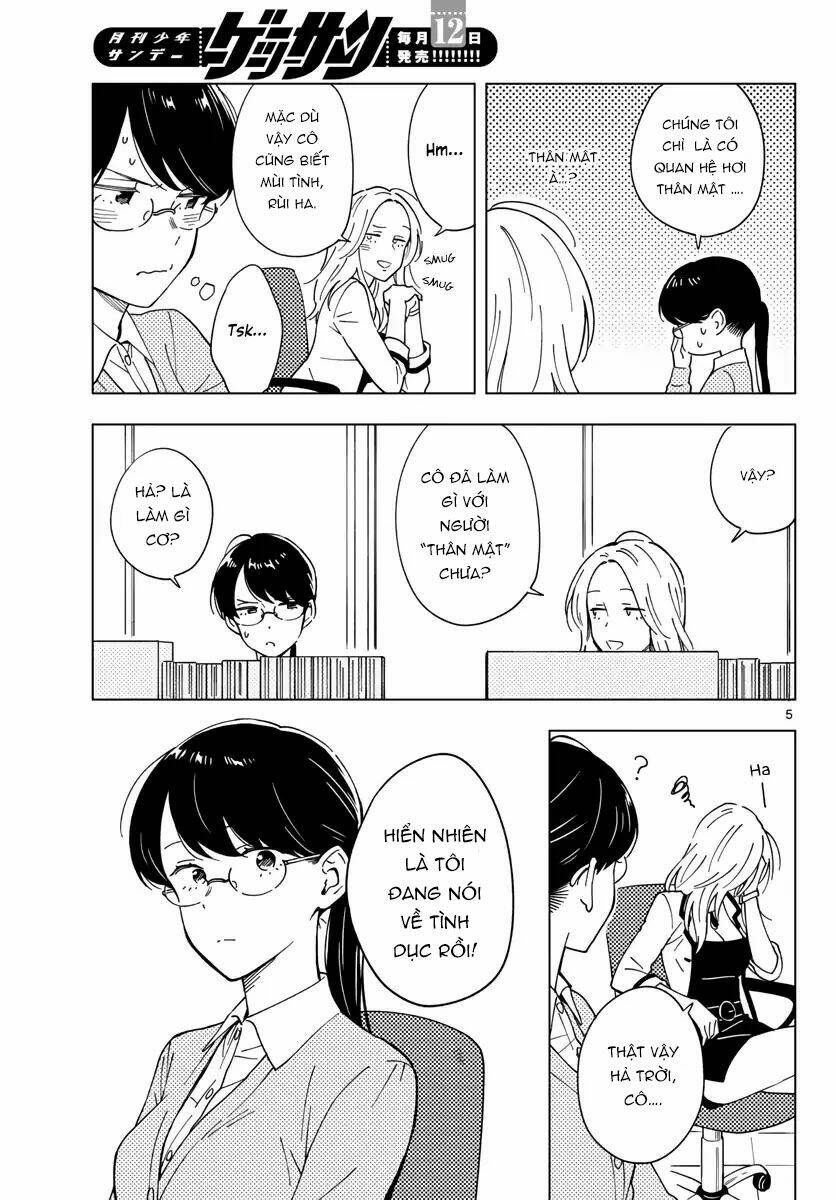 月刊少年
サンデー
ゲッサン
毎月12日
発売!!!!!!!!!
CHÚNG TÔI
CHỈ LÀ CÓ
QUAN HỆ HƠI
THÂN MẬT ....
THÂN MẬT
À...?
Hm...
MẶC DÙ
VẬY CÔ
CŨNG BIẾT
MÙI TÌNH,
RÙI HA.
SMUG
SMUG
Tsk...
VẬY?
CÔ ĐÃ LÀM
GÌ VỚI
NGƯỜI
"THÂN MẬT"
CHƯA?
HẢ? LÀ
LÀM GÌ
CƠ?
5
Ha
?
THẬT VẬY
HẢ TRỜI,
CÔ....
HIỂN NHIÊN
LÀ TÔI
ĐANG NÓI
VỀ TÌNH
DỤC RỒI!